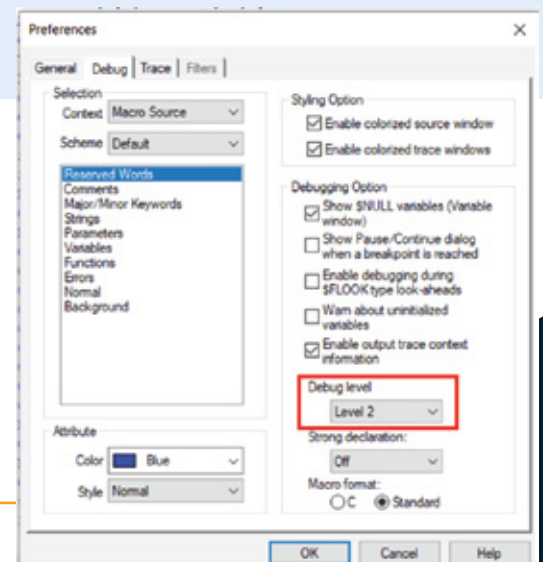 Preferences
General Debug Trace Filters
Selection
Context Macro Source
Scheme Default
Reserved Words
Comments
Major/Minor Keywords
Strings
Parameters
Variables
Functions
Errors
Normal
Background
Attribute
Color Blue
Style Normal
Styling Option
Enable colorized source window
Enable colorized trace windows
Debugging Option
Show $NULL variables (Variable
window)
Show Pause/Continue dialog
when a breakpoint is reached
Enable debugging during
$FLOOK type look-aheads
Warn about uninitialized
variables
Enable output trace context
information
Debug level
Level 2
Strong declaration:
Off
Macro format:
C Standard
OK Cancel Help